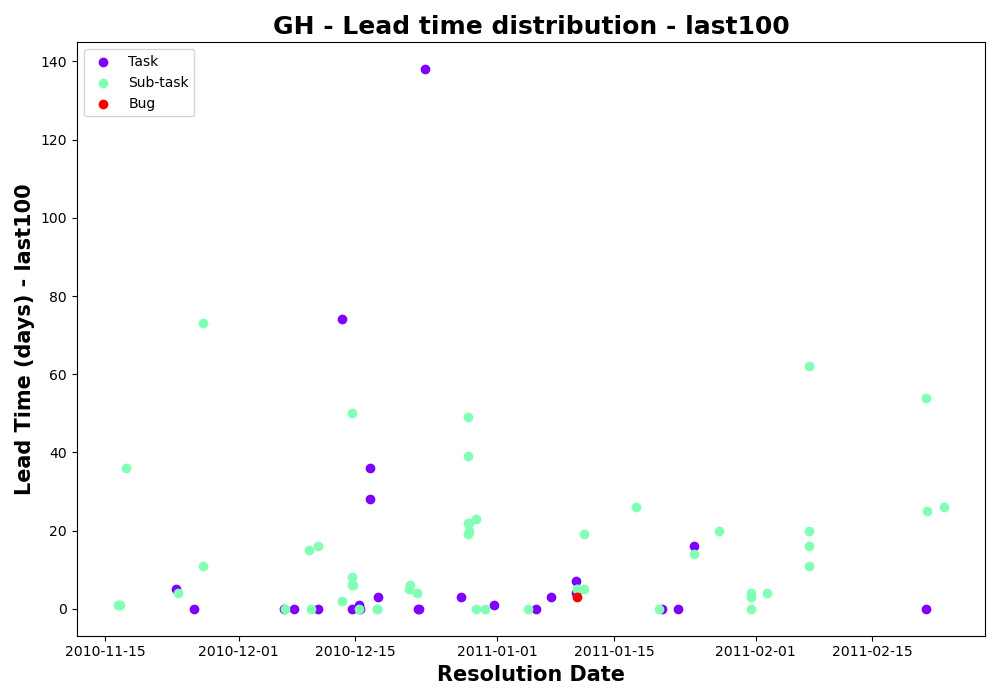 GH - Lead time distribution - last100
Task
Sub-task
Bug
Lead Time (days) - last100
140
120
100
80
60
40
20
0
2010-11-15
2010-12-01
2010-12-15
2011-01-01
2011-01-15
2011-02-01
2011-02-15
Resolution Date